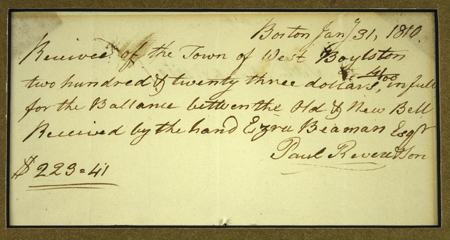 Boston Jany 31, 1810.
Received of the Town of West Boylston
two hundred & twenty three dollars, 41/100 in full
for the Ballance between the Old & New Bell
Received by the hand Ezra Beaman Esqr
Paul Revere & Son
$ 223=41